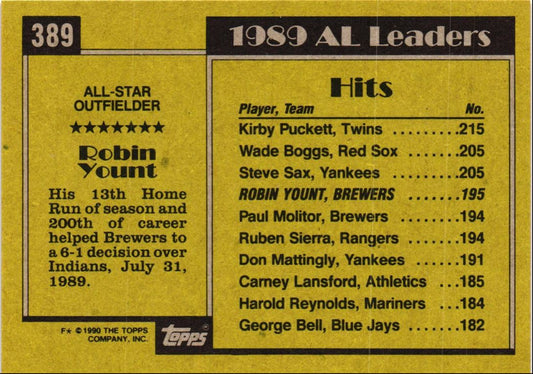 389
ALL-STAR
OUTFIELDER
★★★★★★★
Robin
Yount
His 13th Home
Run of season and
200th of career
helped Brewers to
a 6-1 decision over
Indians, July 31,
1989.
F* © 1990 THE TOPPS
COMPANY, INC.
Topps
1989 AL Leaders
Hits
Player, Team No.
Kirby Puckett, Twins ........215
Wade Boggs, Red Sox ........205
Steve Sax, Yankees ........205
ROBIN YOUNT, BREWERS .......195
Paul Molitor, Brewers .......194
Ruben Sierra, Rangers .......194
Don Mattingly, Yankees ......191
Carney Lansford, Athletics ...185
Harold Reynolds, Mariners ...184
George Bell, Blue Jays .......182